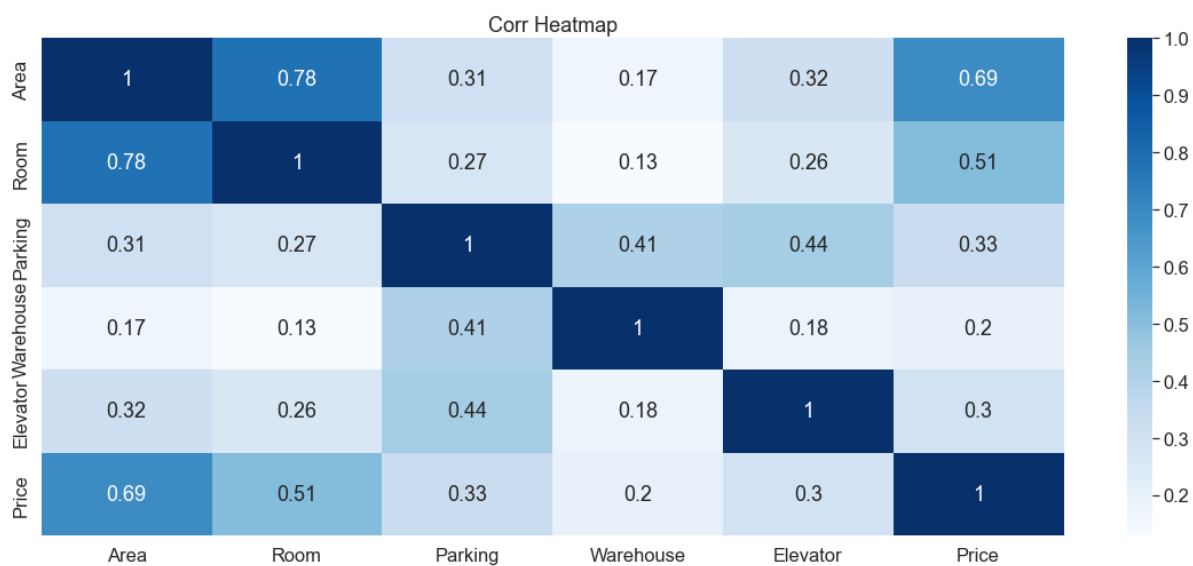 Corr Heatmap
Area 1 0.78 0.31 0.17 0.32 0.69
Room 0.78 1 0.27 0.13 0.26 0.51
Parking 0.31 0.27 1 0.41 0.44 0.33
Warehouse 0.17 0.13 0.41 1 0.18 0.2
Elevator 0.32 0.26 0.44 0.18 1 0.3
Price 0.69 0.51 0.33 0.2 0.3 1
Area Room Parking Warehouse Elevator Price
1.0
0.9
0.8
0.7
0.6
0.5
0.4
0.3
0.2